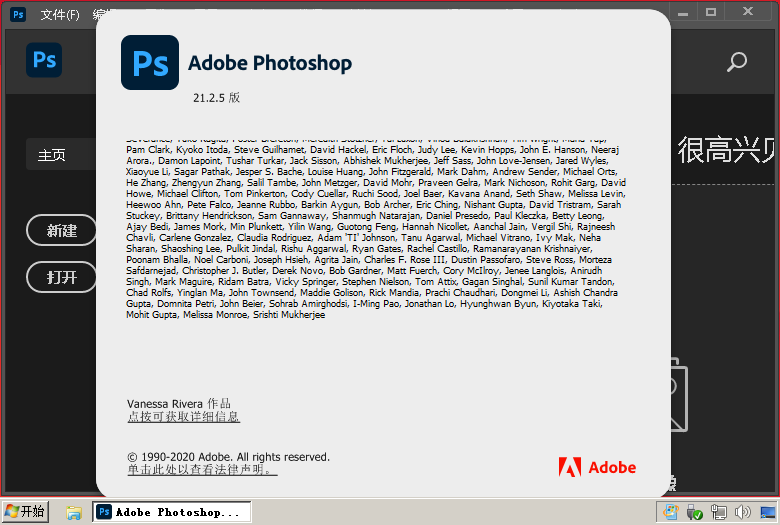 Ps 文件(F)
Ps
Ps
Adobe Photoshop
21.2.5 版
主页
很高兴见
新建
打开
Pam Clark, Kyoko Itoda, Steve Guilhamet, David Hackel, Eric Floch, Judy Lee, Kevin Hopps, John E. Hanson, Neeraj
Arora., Damon Lapoint, Tushar Turkar, Jack Sisson, Abhishek Mukherjee, Jeff Sass, John Love-Jensen, Jared Wyles,
Xiaoyue Li, Sagar Pathak, Jesper S. Bache, Louise Huang, John Fitzgerald, Mark Dahm, Andrew Sender, Michael Orts,
He Zhang, Zhengyun Zhang, Salil Tambe, John Metzger, David Mohr, Praveen Gelra, Mark Nichoson, Rohit Garg, David
Howe, Michael Clifton, Tom Pinkerton, Cody Cuellar, Ruchi Sood, Joel Baer, Kavana Anand, Seth Shaw, Melissa Levin,
Heewoo Ahn, Pete Falco, Jeanne Rubbo, Barkin Aygun, Bob Archer, Eric Ching, Nishant Gupta, David Tristram, Sarah
Stuckey, Brittany Hendrickson, Sam Gannaway, Shanmugh Natarajan, Daniel Presedo, Paul Kleczka, Betty Leong,
Ajay Bedi, James Mork, Min Plunkett, Yilin Wang, Guotong Feng, Hannah Nicollet, Aanchal Jain, Vergil Shi, Rajneesh
Chavli, Carlene Gonzalez, Claudia Rodriguez, Adam 'TI' Johnson, Tanu Agarwal, Michael Vitrano, Ivy Mak, Neha
Sharan, Shaoshing Lee, Pulkit Jindal, Rishu Aggarwal, Ryan Gates, Rachel Castillo, Ramanarayanan Krishnaiyer,
Poonam Bhalla, Noel Carboni, Joseph Hsieh, Agrita Jain, Charles F. Rose III, Dustin Passofaro, Steve Ross, Morteza
Safdarnejad, Christopher J. Butler, Derek Novo, Bob Gardner, Matt Fuerch, Cory McIlroy, Jenee Langlois, Anirudh
Singh, Mark Maguire, Ridam Batra, Vicky Springer, Stephen Nielson, Tom Attix, Gagan Singhal, Sunil Kumar Tandon,
Chad Rolfs, Yinglan Ma, John Townsend, Maddie Golison, Rick Mandia, Prachi Chaudhari, Dongmei Li, Ashish Chandra
Gupta, Domnita Petri, John Beier, Sohrab Amirghodsi, I-Ming Pao, Jonathan Lo, Hyunghwan Byun, Kiyotaka Taki,
Mohit Gupta, Melissa Monroe, Srishti Mukherjee
Vanessa Rivera 作品
点按可获取详细信息
© 1990-2020 Adobe. All rights reserved.
单击此处以查看法律声明。
Adobe
开始
Ps Adobe Photoshop...